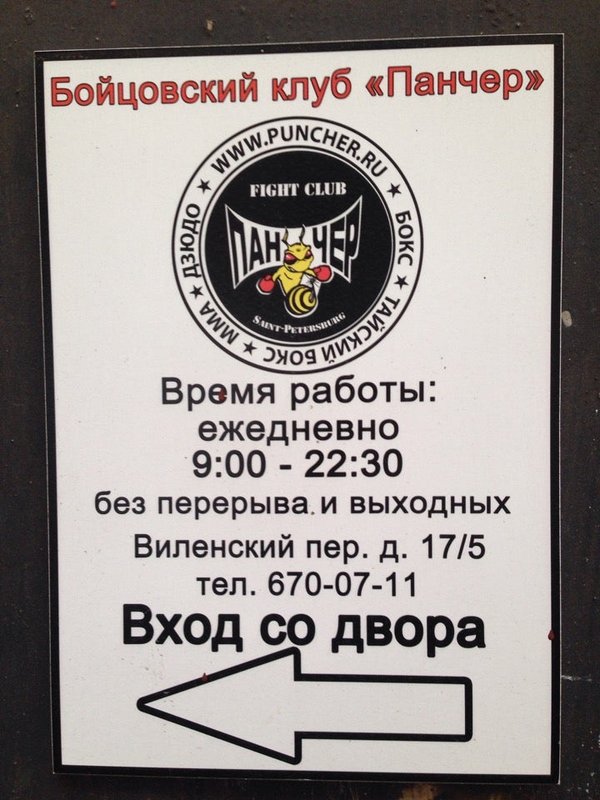 Бойцовский клуб «Панчер»
WWW.PUNCHER.RU ★ БОКС ★ ТАЙСКИЙ БОКС ★ ММА ★ ДЗЮДО ★
FIGHT CLUB
ПАНЧЕР
SAINT-PETERSBURG
Время работы:
ежедневно
9:00 - 22:30
без перерыва и выходных
Виленский пер. д. 17/5
тел. 670-07-11
Вход со двора